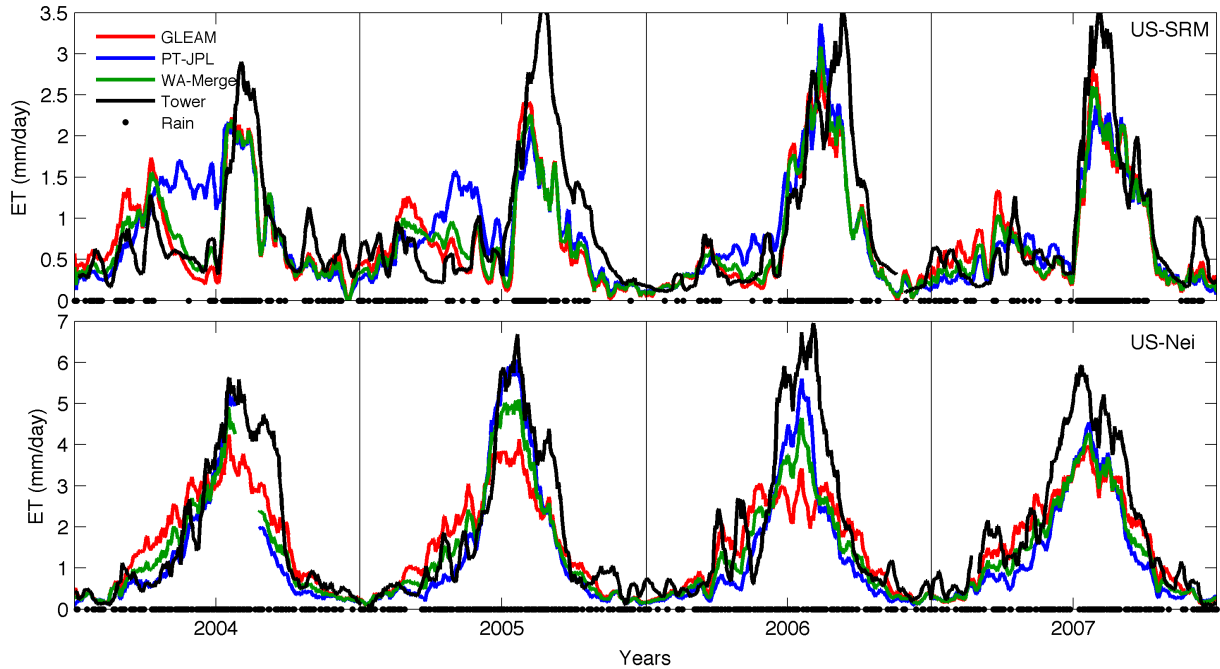 3.5
US-SRM
GLEAM
3
PT-JPL
WA-Merge
2.5
Tower
Rain
2
ET (mm/day)
1.5
1
0.5
0
7
US-Nei
6
5
4
ET (mm/day)
3
2
1
0
2004 2005 2006 2007
Years